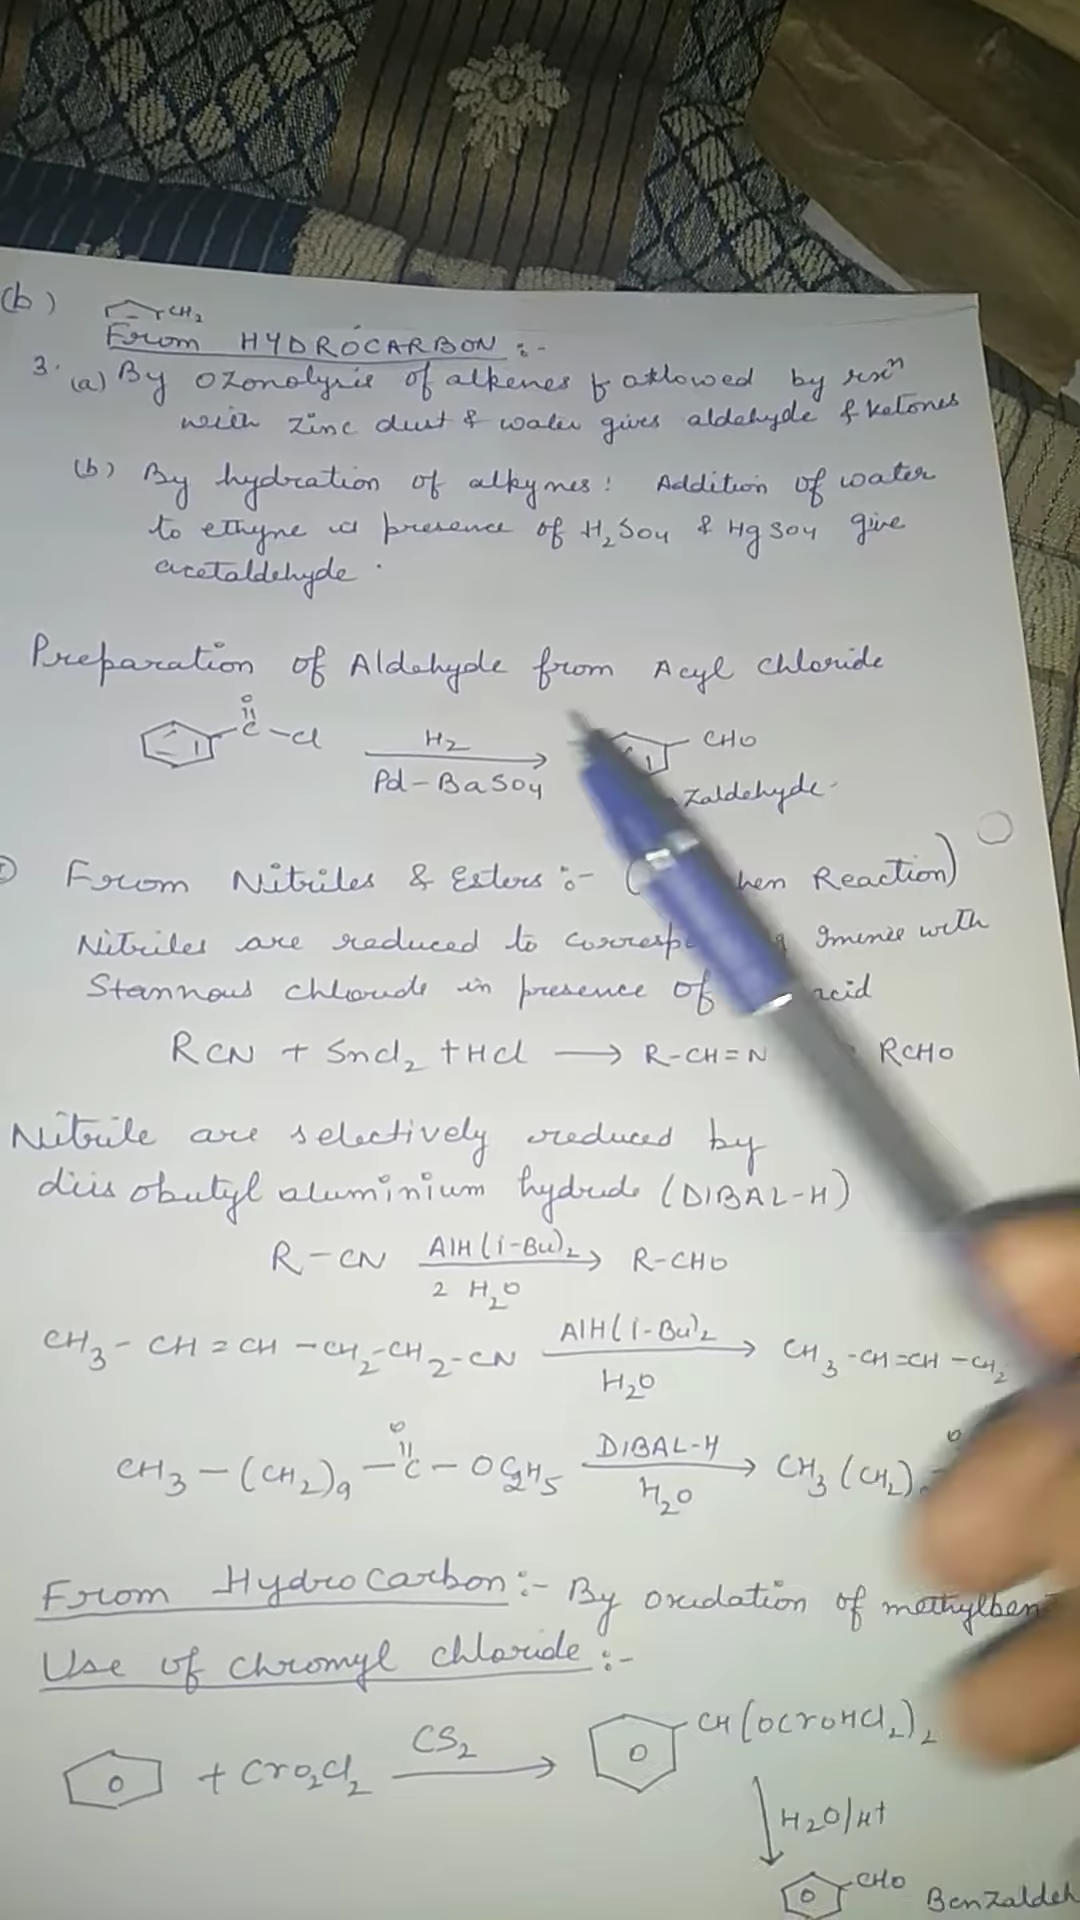 (b)
CH2
From HYDROCARBON :-
3. (a) By Ozonolysis of alkenes followed by rxn
with zinc dust & water gives aldehyde & ketones
(b) By hydration of alkynes: Addition of water
to ethyne is presence of H2SO4 & HgSO4 give
acetaldehyde.
Preparation of Aldehyde from Acyl chloride
O
C-Cl H2 Pd-BaSO4 CHO
zaldehyde.
From Nitriles & Esters :- ( hen Reaction)
Nitriles are reduced to corresp g with
Stannous chloride in presence of acid
RCN + SnCl2 + HCl → R-CH=N RCHO
Nitrile are selectively reduced by
diisobutyl aluminium hydride (DIBAL-H)
R-CN AlH(i-Bu)2 → R-CHO
2 H2O
CH3-CH=CH-CH2-CH2-CN AlH(i-Bu)2 → CH3-CH=CH-CH2
H2O
O
CH3-(CH2)9-C-OC2H5 DIBAL-H → CH3(CH2)
H2O
From Hydrocarbon :- By oxidation of methylben
Use of chromyl chloride :-
+ CrO2Cl2 CS2 → CH(OCrOHCl2)2
H2O/H+
CHO Benzaldeh